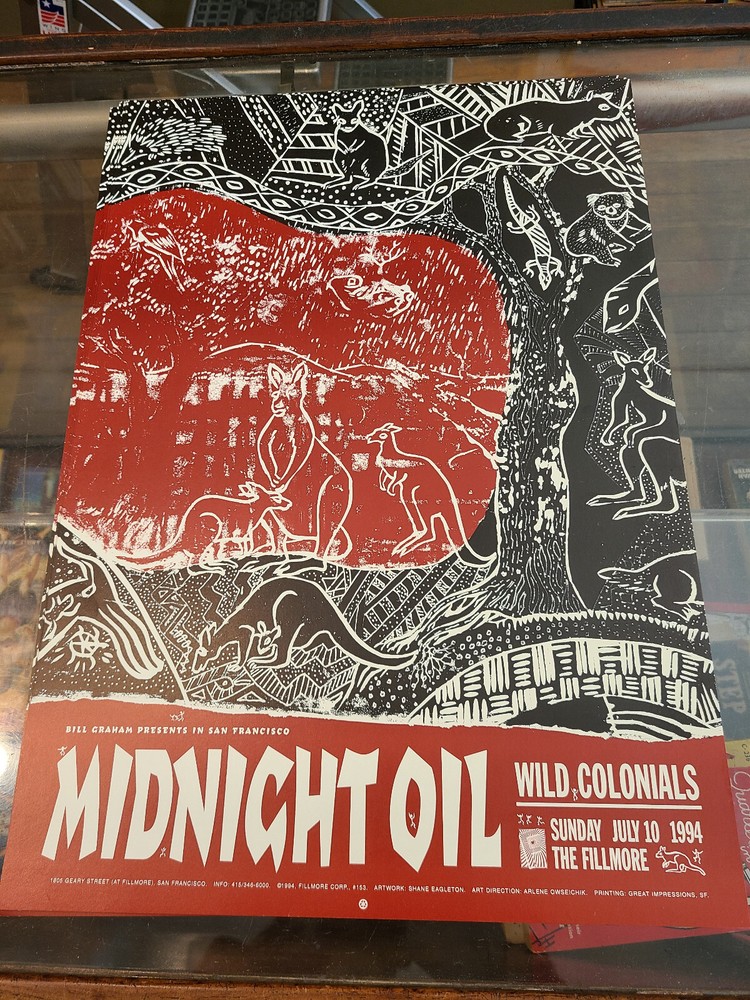 BILL GRAHAM PRESENTS IN SAN FRANCISCO
MIDNIGHT OIL
WILD COLONIALS
SUNDAY JULY 10 1994
THE FILLMORE
1805 GEARY STREET (AT FILLMORE), SAN FRANCISCO. INFO: 415/346-6000. ©1994, FILLMORE CORP., #153. ARTWORK: SHANE EAGLETON. ART DIRECTION: ARLENE OWSEICHIK. PRINTING: GREAT IMPRESSIONS, SF.
STEP